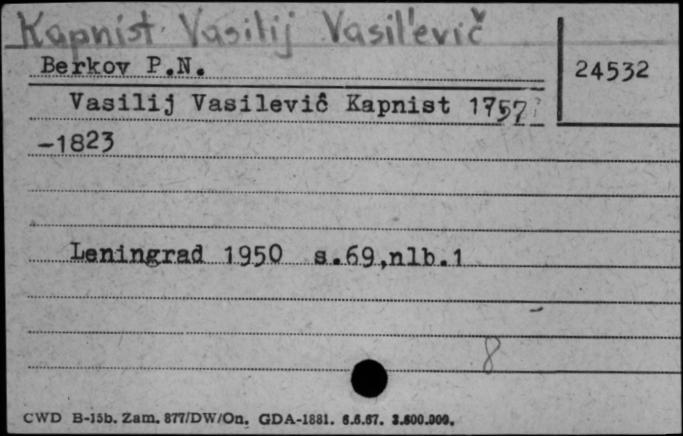 Kapnist Vasilij Vasil'evič
Berkov P.N.
24532
Vasilij Vasilevič Kapnist 1757
-1823
Leningrad 1950 s.69,nlb.1
8
CWD B-15b. Zam. 877/DW/On. GDA-1881. 6.6.67. 3.600.000.